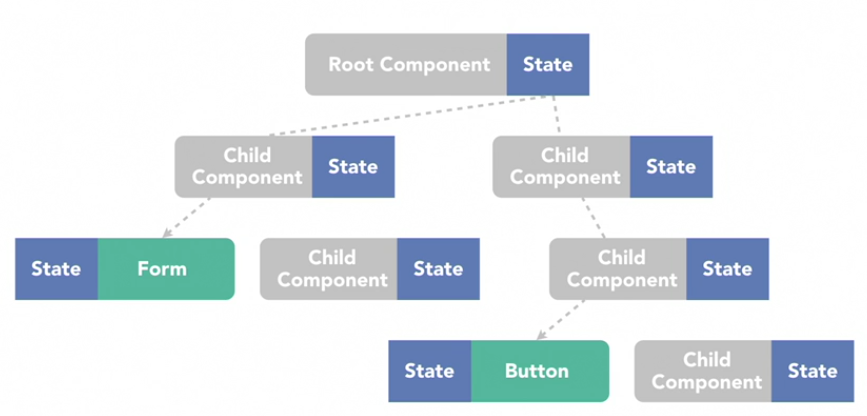 Root Component State
Child
Component State
Child
Component State
State Form
Child
Component State
Child
Component State
State Button
Child
Component State